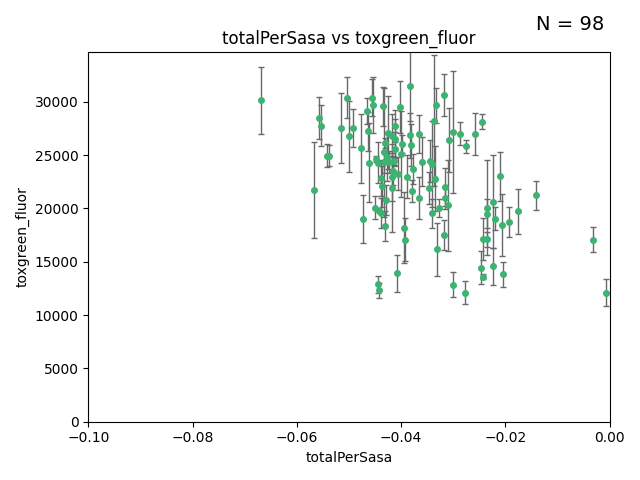 N = 98
totalPerSasa vs toxgreen_fluor
30000
25000
20000
15000
10000
5000
0
toxgreen_fluor
−0.10 −0.08 −0.06 −0.04 −0.02 0.00
totalPerSasa